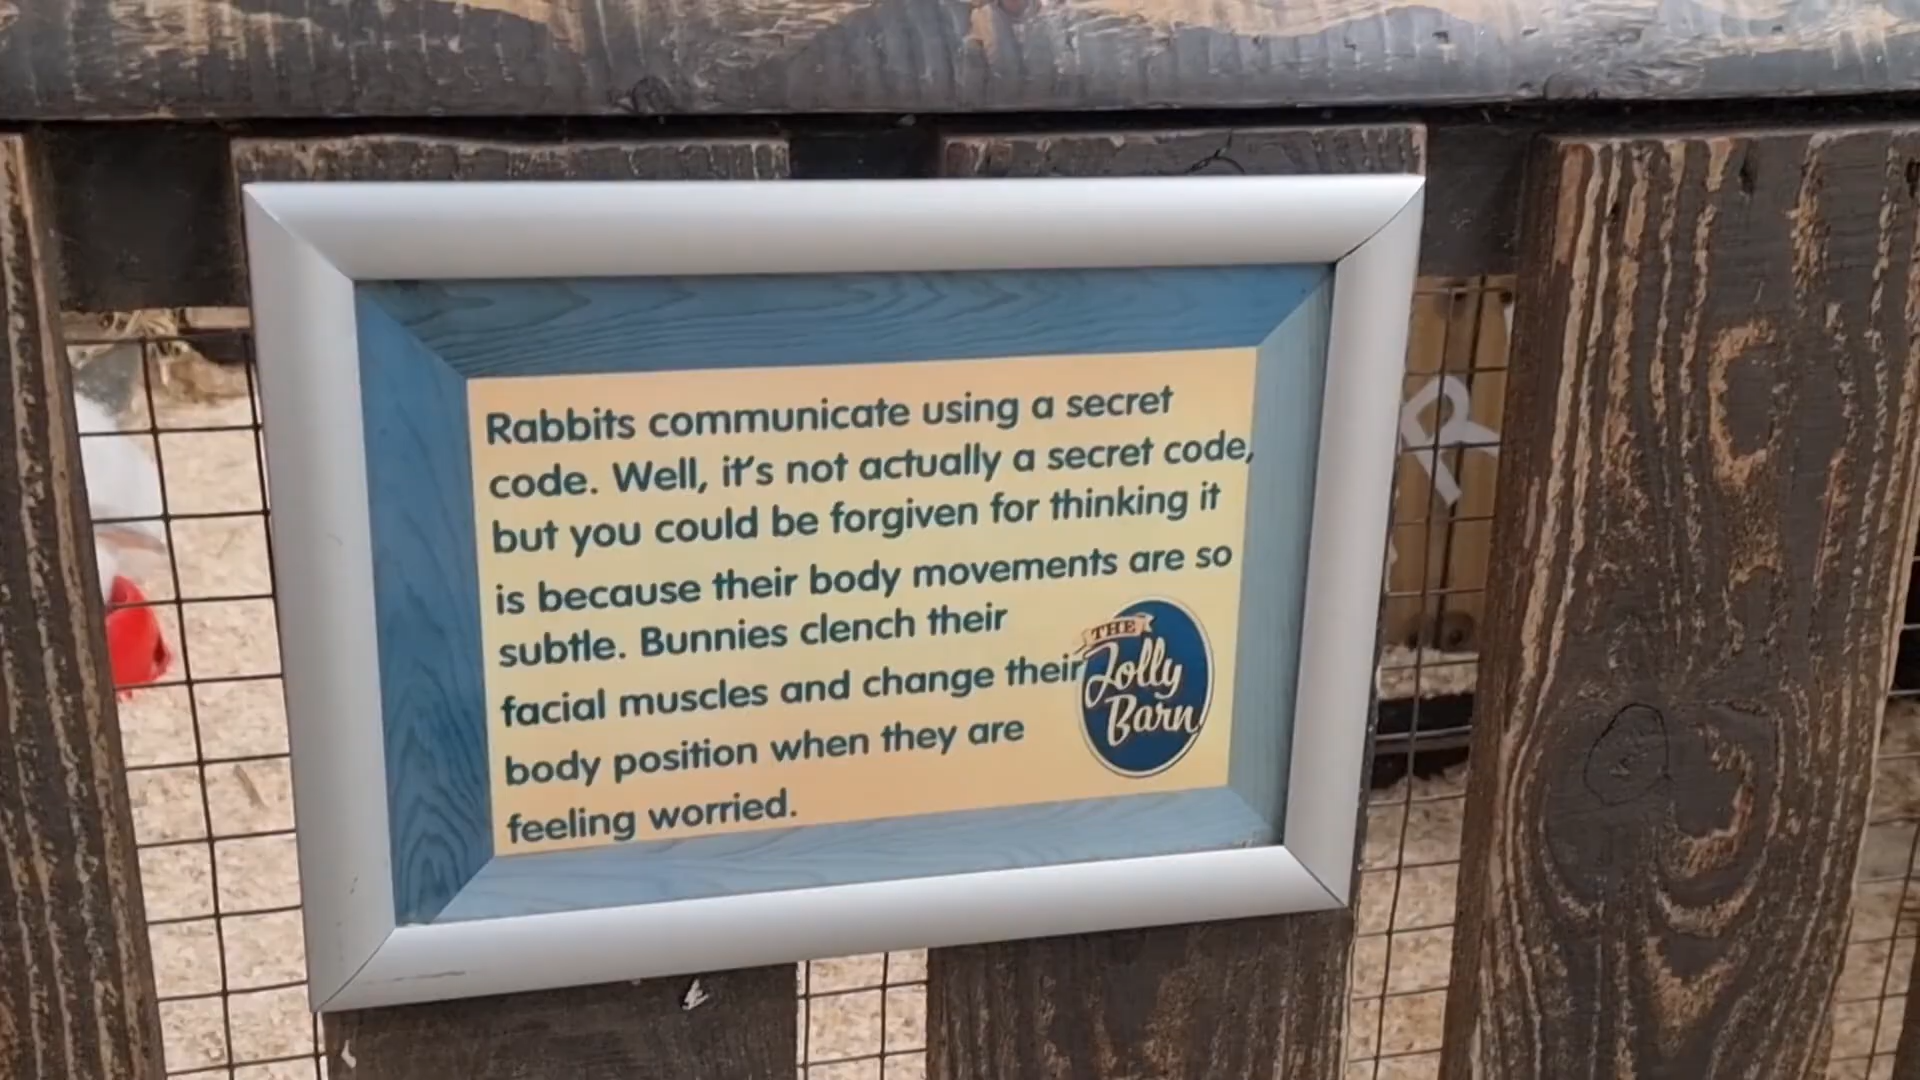 Rabbits communicate using a secret
code. Well, it's not actually a secret code,
but you could be forgiven for thinking it
is because their body movements are so
subtle. Bunnies clench their
facial muscles and change their
body position when they are
feeling worried.
THE
Jolly
Barn
R